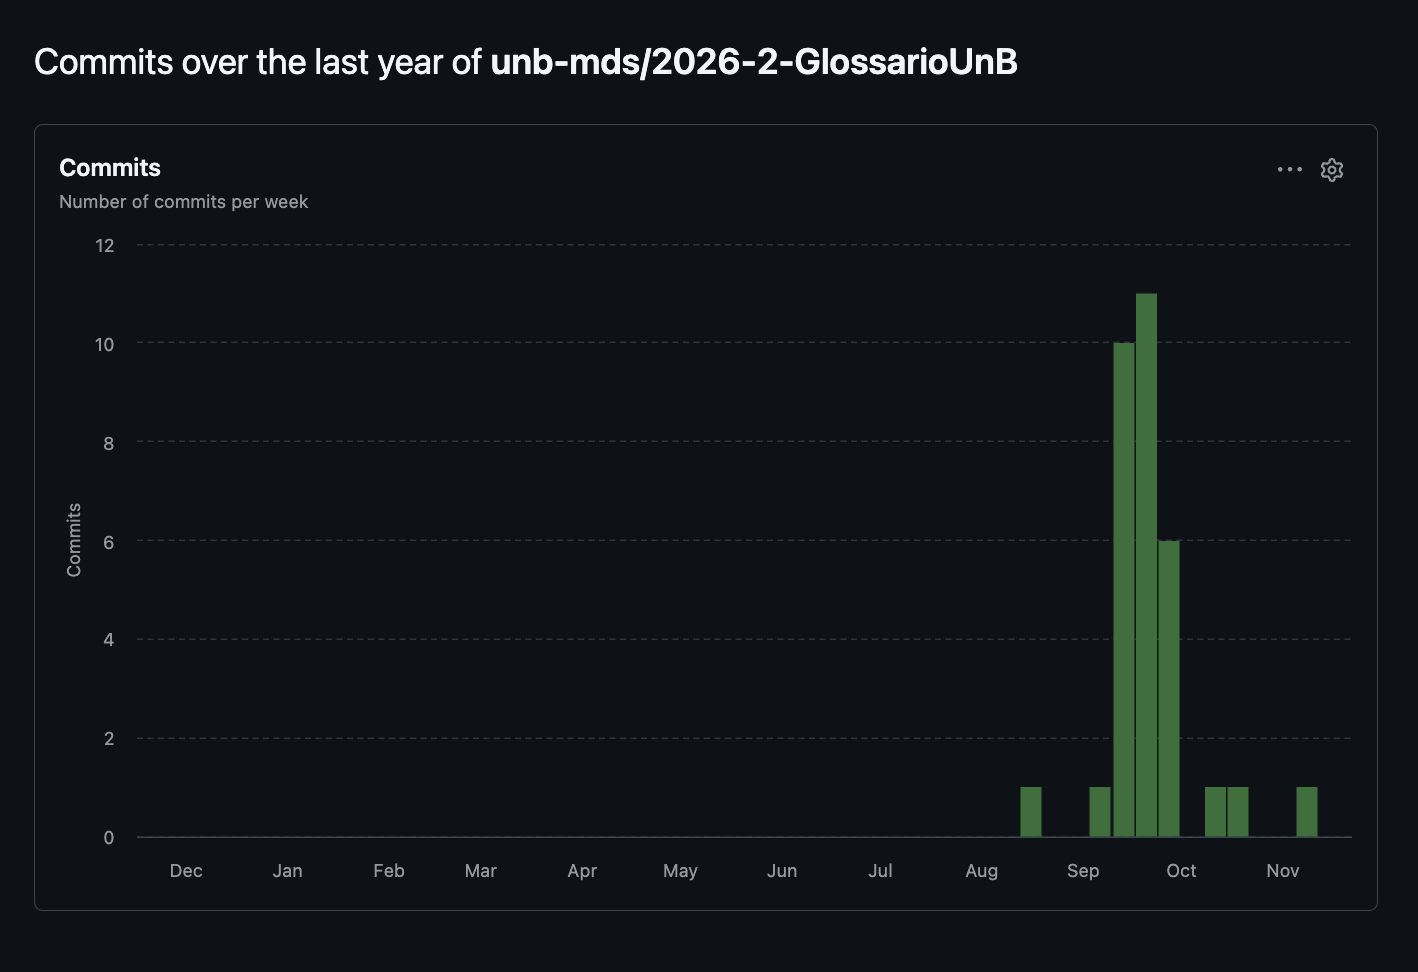 Commits over the last year of unb-mds/2026-2-GlossarioUnB
Commits
Number of commits per week
12
10
8
6
4
2
0
Commits
Dec Jan Feb Mar Apr May Jun Jul Aug Sep Oct Nov